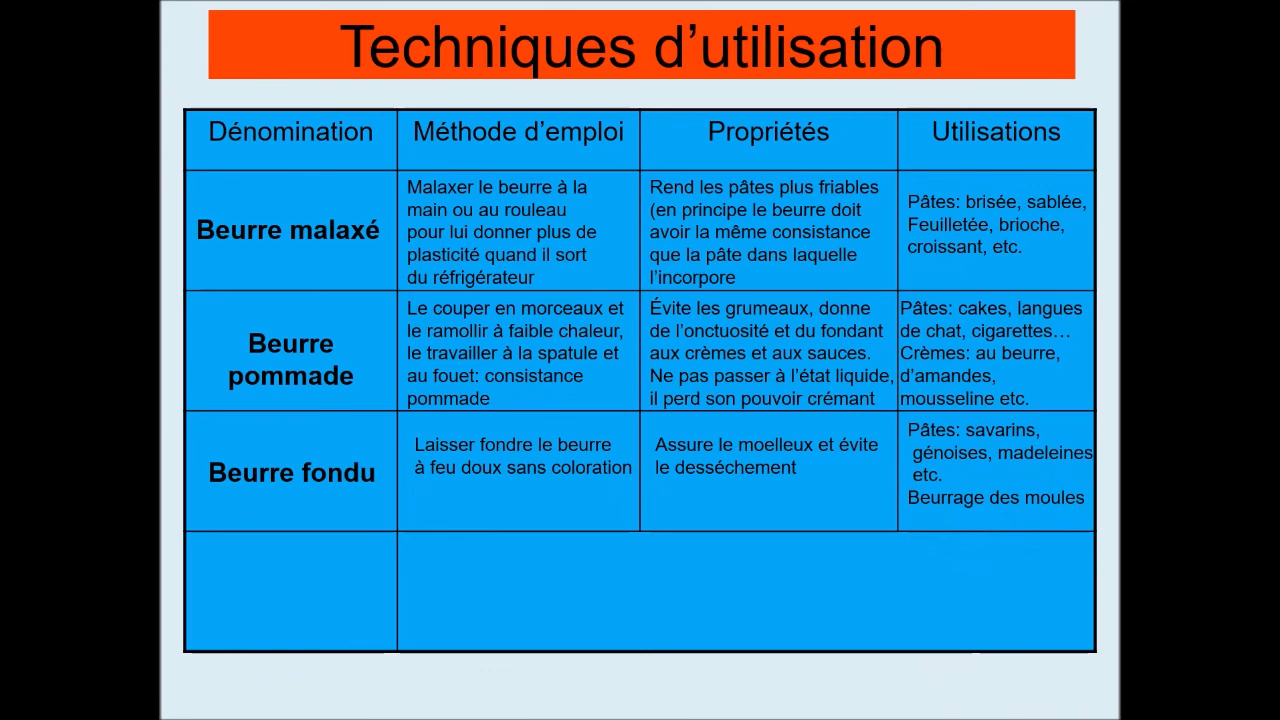 Techniques d’utilisation
Dénomination
Méthode d’emploi
Propriétés
Utilisations
Beurre malaxé
Malaxer le beurre à la
main ou au rouleau
pour lui donner plus de
plasticité quand il sort
du réfrigérateur
Rend les pâtes plus friables
(en principe le beurre doit
avoir la même consistance
que la pâte dans laquelle
l’incorpore
Pâtes: brisée, sablée,
Feuilletée, brioche,
croissant, etc.
Beurre
pommade
Le couper en morceaux et
le ramollir à faible chaleur,
le travailler à la spatule et
au fouet: consistance
pommade
Évite les grumeaux, donne
de l’onctuosité et du fondant
aux crèmes et aux sauces.
Ne pas passer à l’état liquide,
il perd son pouvoir crémant
Pâtes: cakes, langues
de chat, cigarettes…
Crèmes: au beurre,
d’amandes,
mousseline etc.
Beurre fondu
Laisser fondre le beurre
à feu doux sans coloration
Assure le moelleux et évite
le desséchement
Pâtes: savarins,
génoises, madeleines
etc.
Beurrage des moules